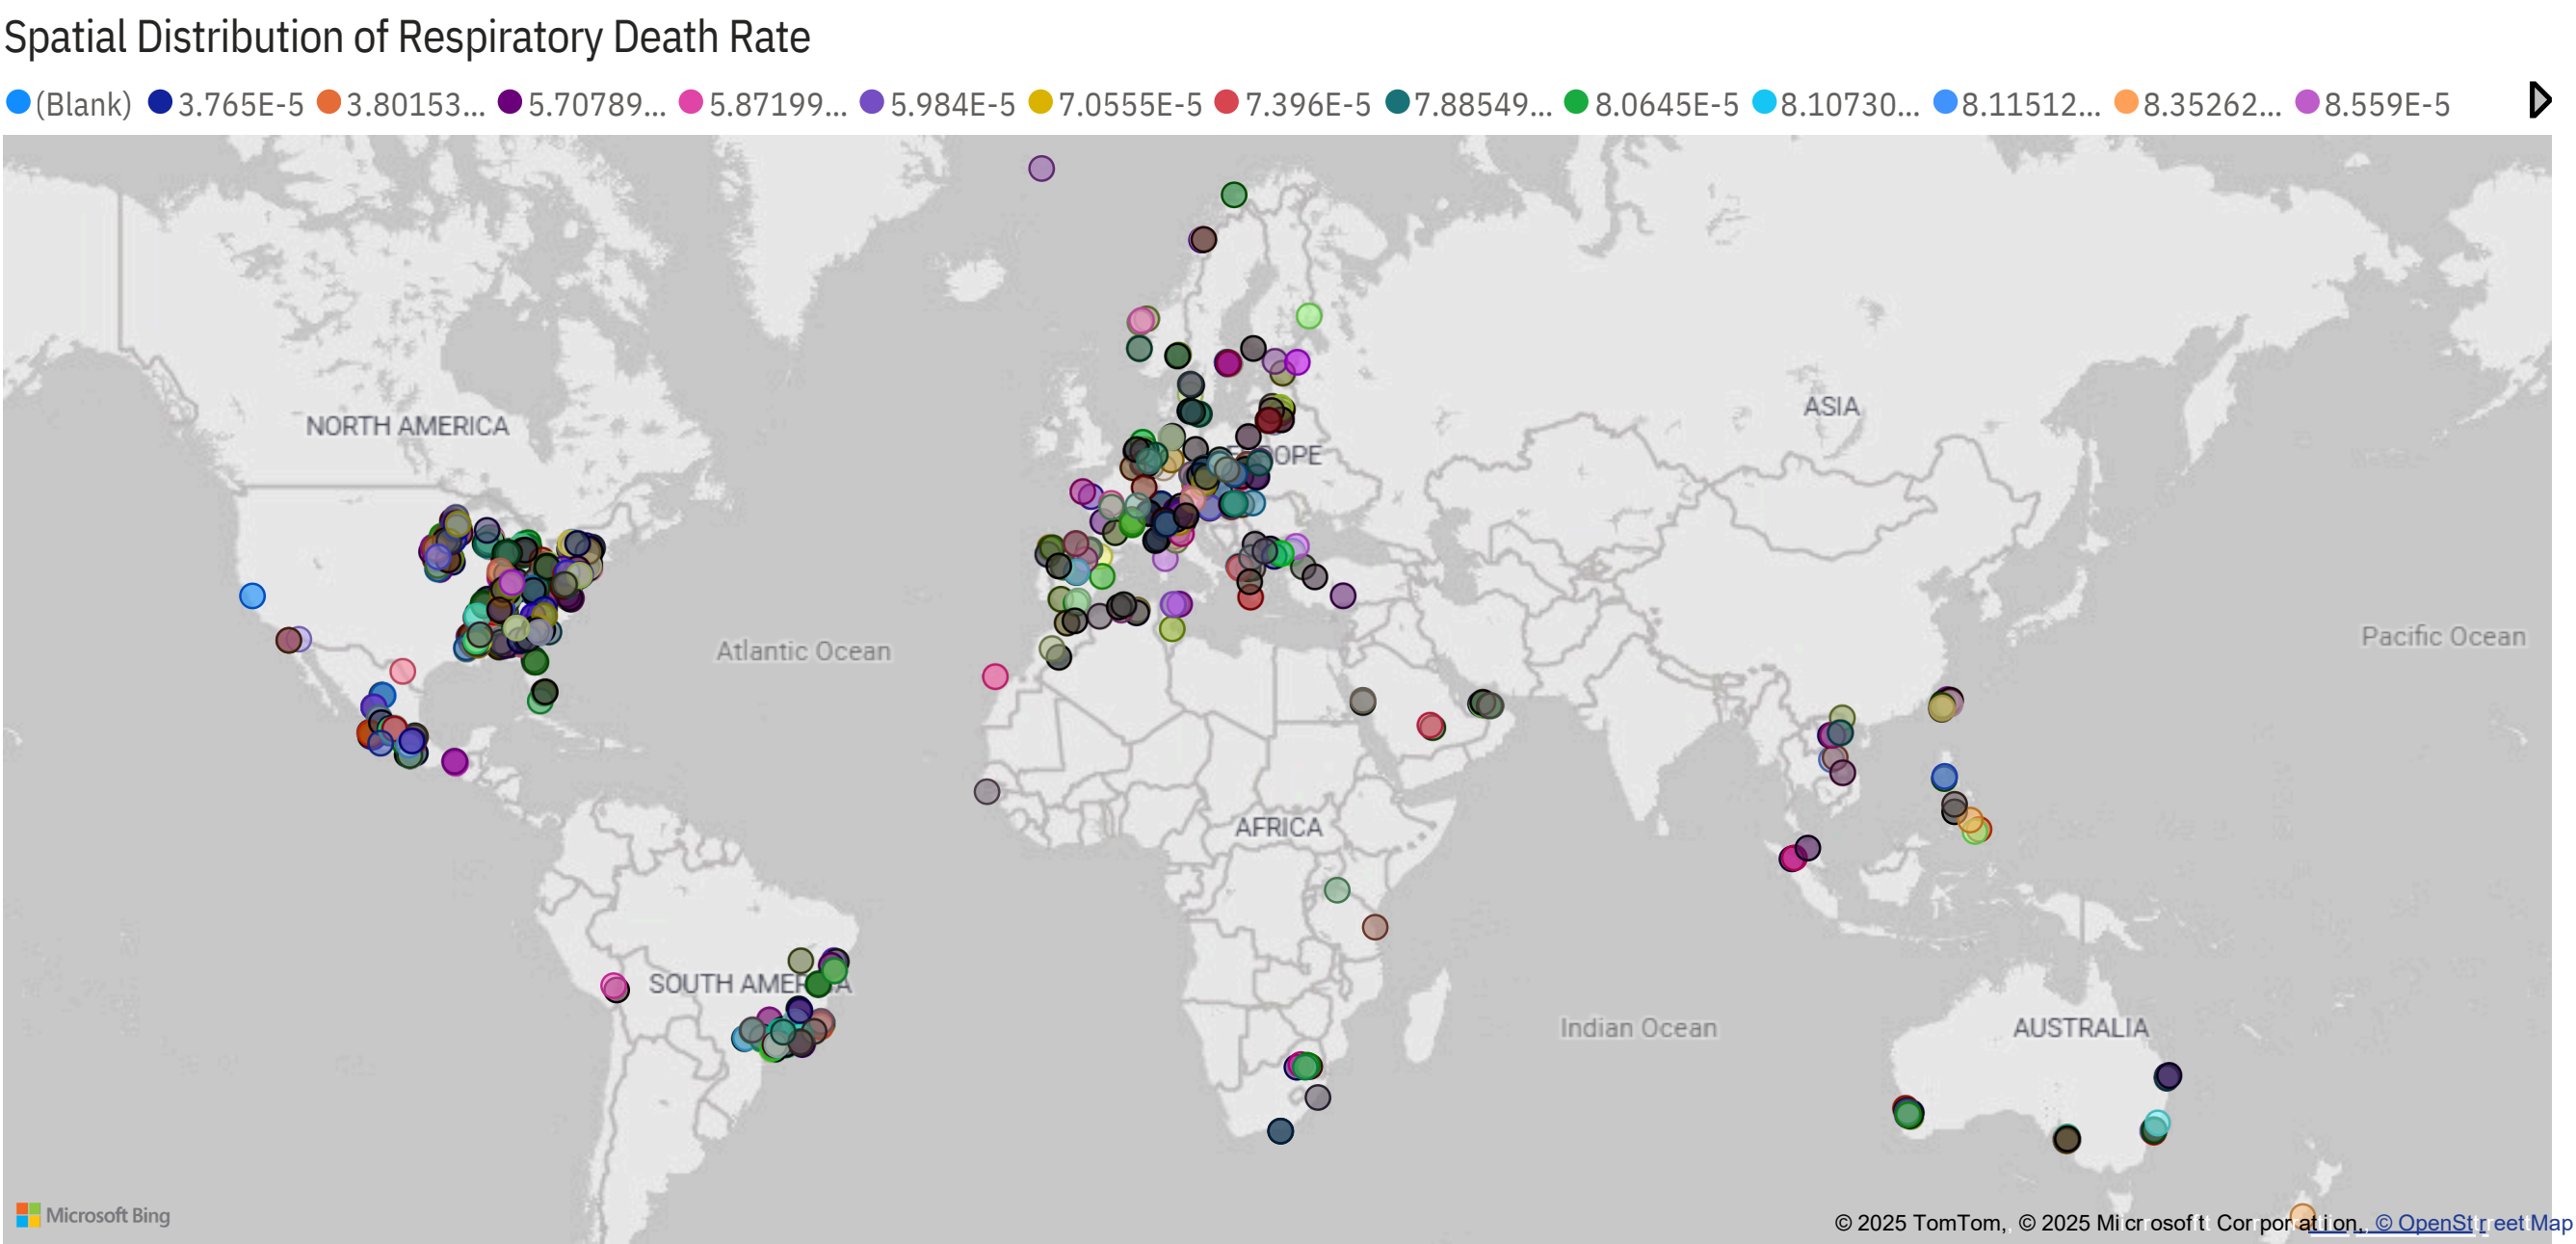 Spatial Distribution of Respiratory Death Rate
(Blank) 3.765E-5 3.80153... 5.70789... 5.87199... 5.984E-5 7.0555E-5 7.396E-5 7.88549... 8.0645E-5 8.10730... 8.11512... 8.35262... 8.559E-5
ASIA
NORTH AMERICA
OPE
Pacific Ocean
Atlantic Ocean
AFRICA
SOUTH AMER A
Indian Ocean
AUSTRALIA
Microsoft Bing
© 2025 TomTom, © 2025 Microsoft Corporation, © OpenStreetMap